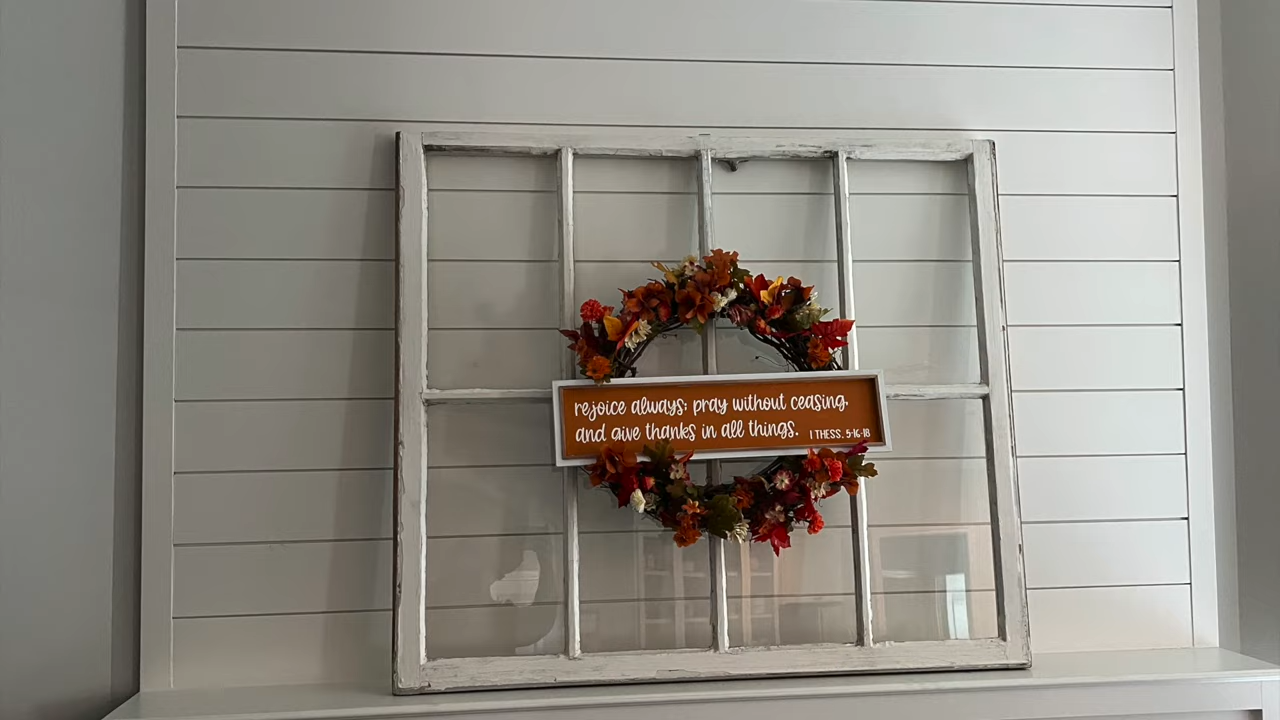 rejoice always; pray without ceasing,
and give thanks in all things. 1 THESS. 5:16-18